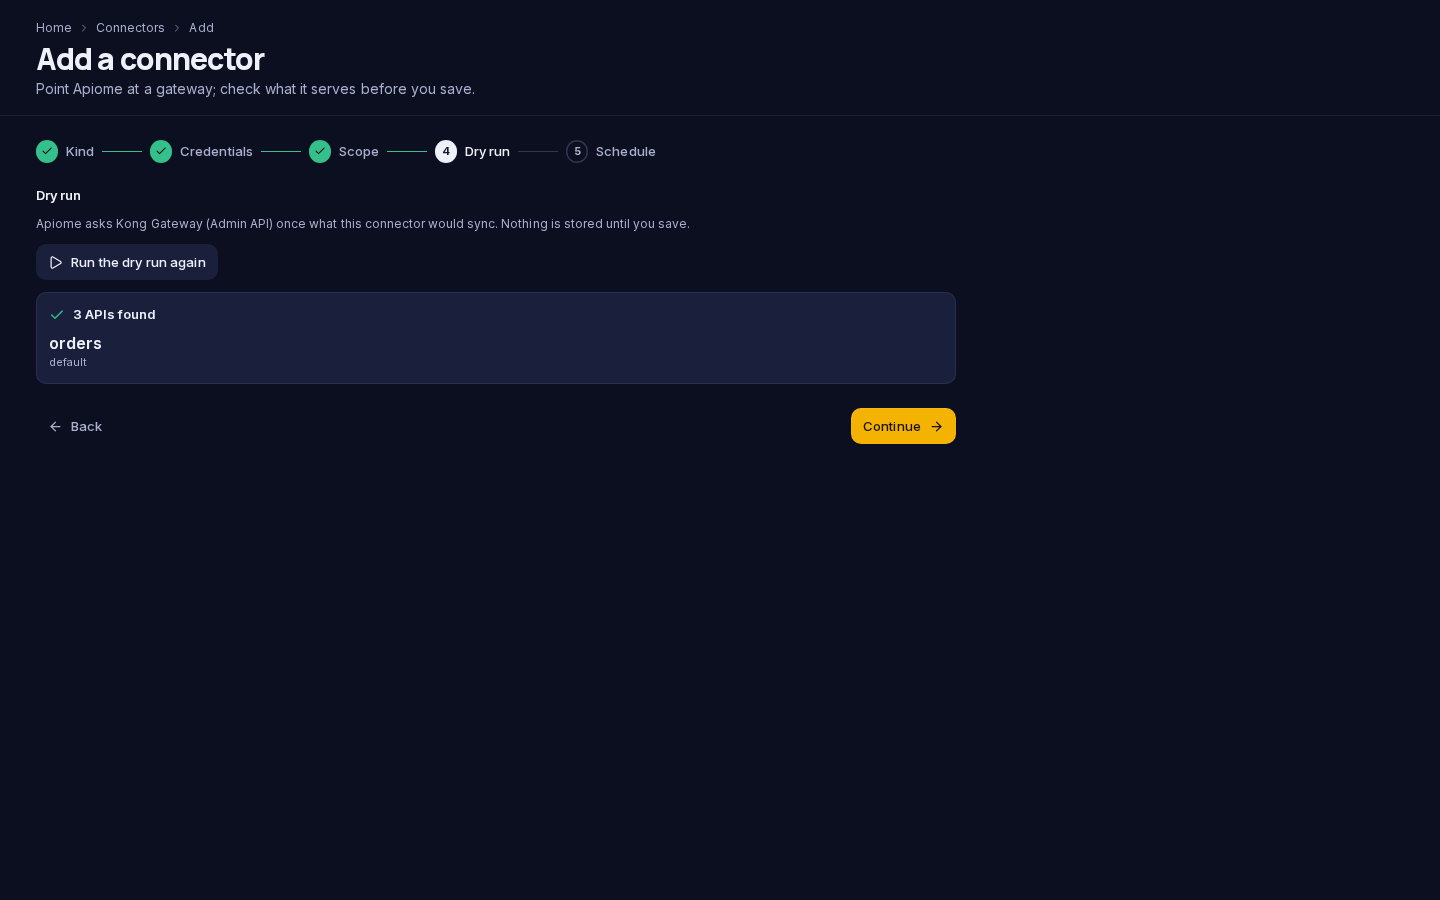 Home > Connectors > Add
Add a connector
Point Apiome at a gateway; check what it serves before you save.
Kind Credentials Scope 4 Dry run 5 Schedule
Dry run
Apiome asks Kong Gateway (Admin API) once what this connector would sync. Nothing is stored until you save.
Run the dry run again
3 APIs found
orders
default
Back
Continue